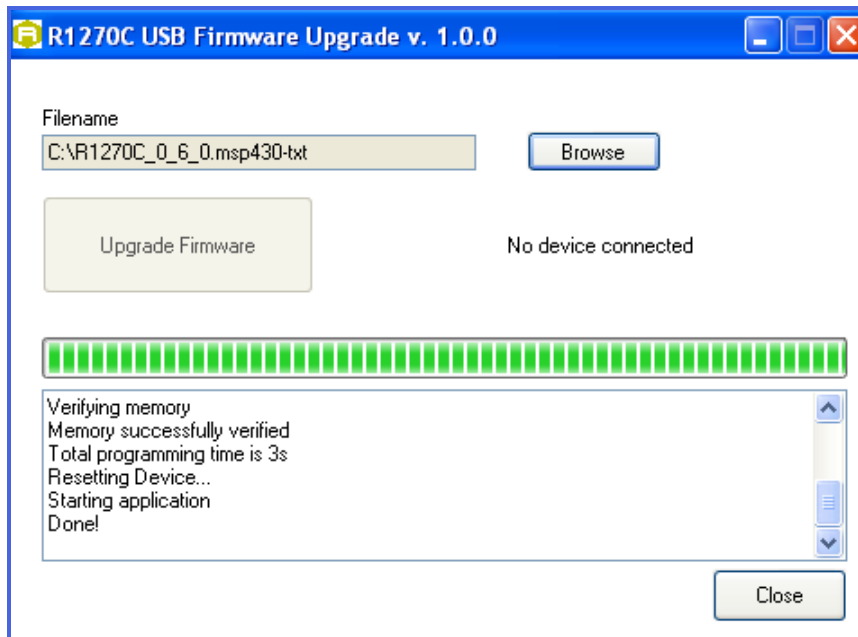 R1270C USB Firmware Upgrade v. 1.0.0
Filename
C:\R1270C_0_6_0.msp430-txt
Browse
Upgrade Firmware
No device connected
Verifying memory
Memory successfully verified
Total programming time is 3s
Resetting Device...
Starting application
Done!
Close